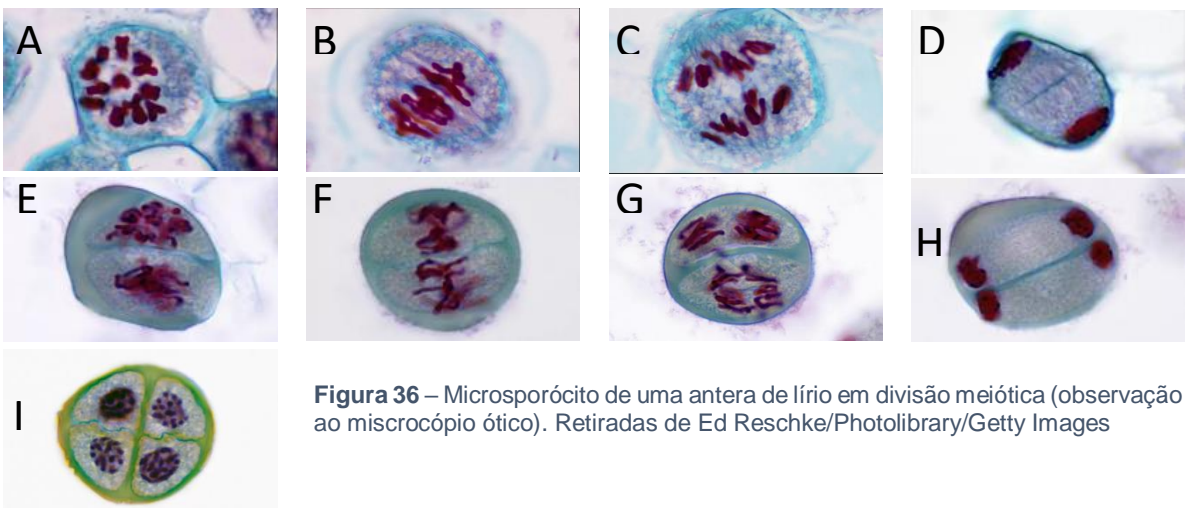 A
B
C
D
E
F
G
H
I
Figura 36 – Microsporócito de uma antera de lírio em divisão meiótica (observação
ao miscrocópio ótico). Retiradas de Ed Reschke/Photolibrary/Getty Images